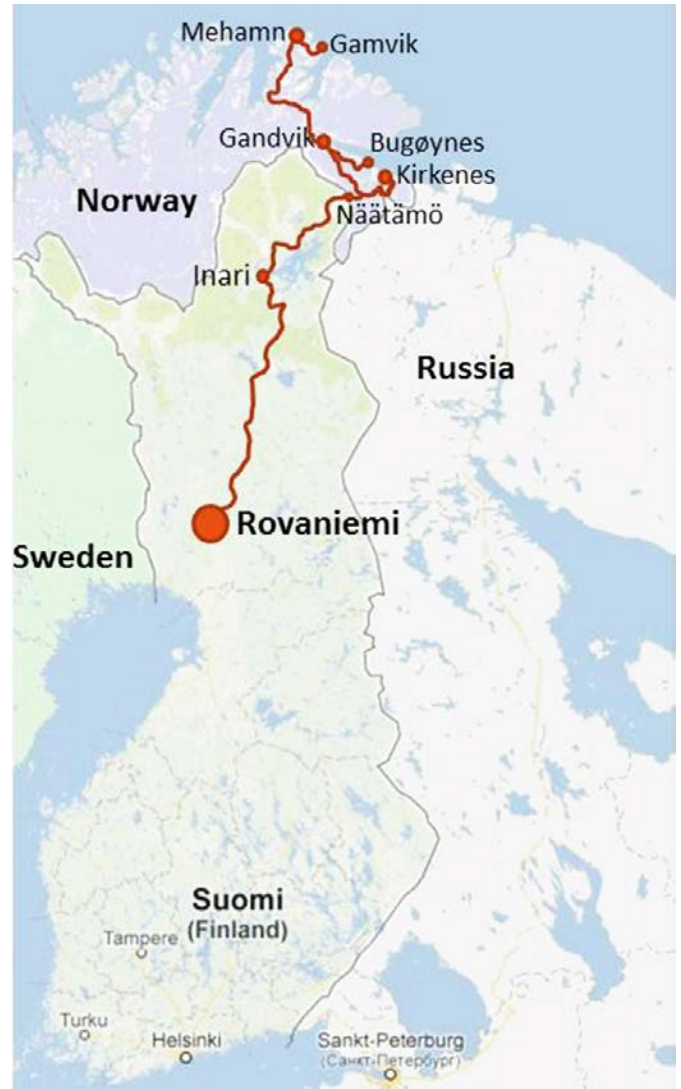 Mehamn
Gamvik
Gandvik
Bugøynes
Kirkenes
Norway
Näätämö
Inari
Russia
Rovaniemi
Sweden
Suomi
(Finland)
Tampere
Turku
Helsinki
Sankt-Peterburg
(Санкт-Петербург)